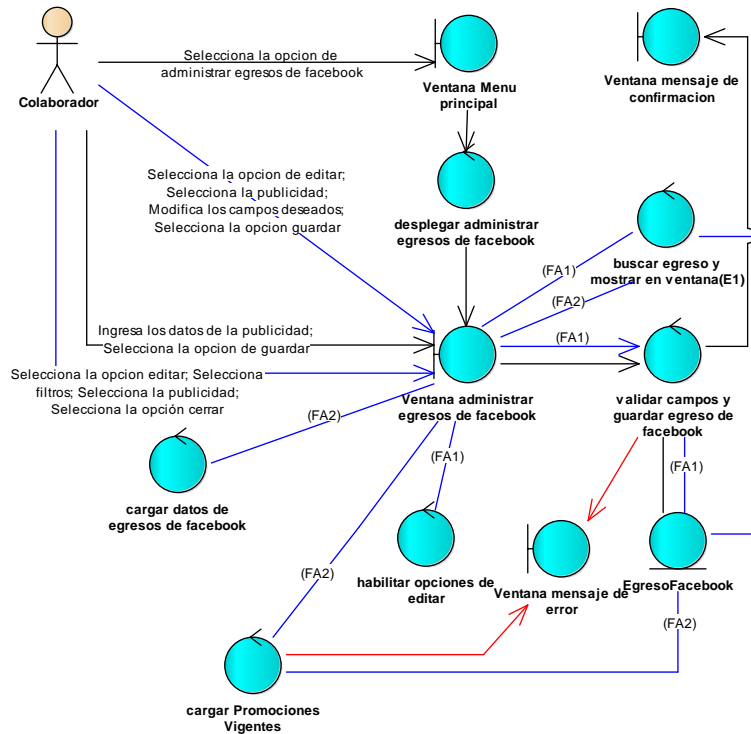 Selecciona la opcion de
administrar egresos de facebook
Colaborador
Ventana Menu
principal
Ventana mensaje de
confirmacion
Selecciona la opcion de editar;
Selecciona la publicidad;
Modifica los campos deseados;
Selecciona la opcion guardar
desplegar administrar
egresos de facebook
buscar egreso y
mostrar en ventana(E1)
(FA1)
(FA2)
(FA1)
Ingresa los datos de la publicidad;
Selecciona la opcion de guardar
Selecciona la opcion editar; Selecciona
filtros; Selecciona la publicidad;
Selecciona la opción cerrar
Ventana administrar
egresos de facebook
validar campos y
guardar egreso de
facebook
(FA2)
(FA1)
(FA1)
cargar datos de
egresos de facebook
habilitar opciones de
editar
Ventana mensaje de
error
EgresoFacebook
(FA2)
(FA2)
cargar Promociones
Vigentes